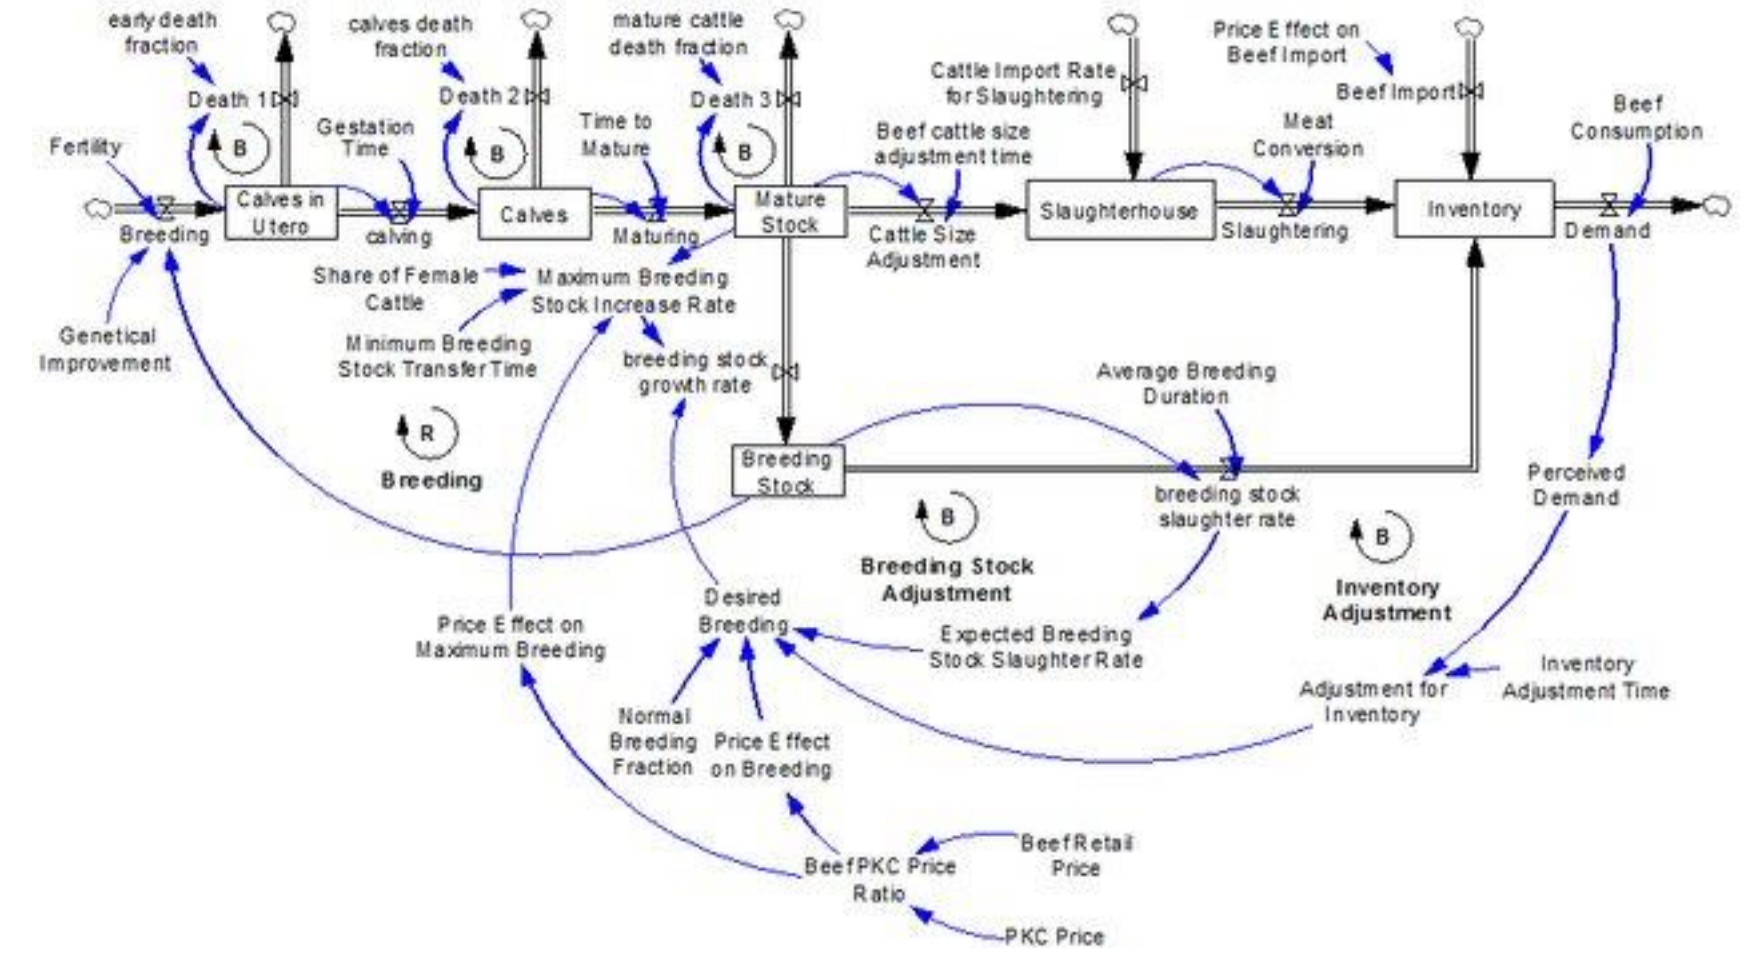 early death
fraction
calves death
fraction
mature cattle
death fraction
Price Effect on
Beef Import
Death 1
Death 2
Death 3
Cattle Import Rate
for Slaughtering
Beef Import
Beef
Consumption
Fertility
B
Gestation
Time
B
Time to
Mature
B
Beef cattle size
adjustment time
Meat
Conversion
Breeding
Calves in
Utero
calving
Calves
Maturing
Mature
Stock
Cattle Size
Adjustment
Slaughterhouse
Slaughtering
Inventory
Demand
Share of Female
Cattle
Maximum Breeding
Stock Increase Rate
Genetical
Improvement
Minimum Breeding
Stock Transfer Time
breeding stock
growth rate
Average Breeding
Duration
R
Breeding
Breeding
Stock
breeding stock
slaughter rate
Perceived
Demand
B
Breeding Stock
Adjustment
B
Inventory
Adjustment
Price Effect on
Maximum Breeding
Desired
Breeding
Expected Breeding
Stock Slaughter Rate
Adjustment for
Inventory
Inventory
Adjustment Time
Normal
Breeding
Fraction
Price Effect
on Breeding
Beef PKC Price
Ratio
Beef Retail
Price
PKC Price